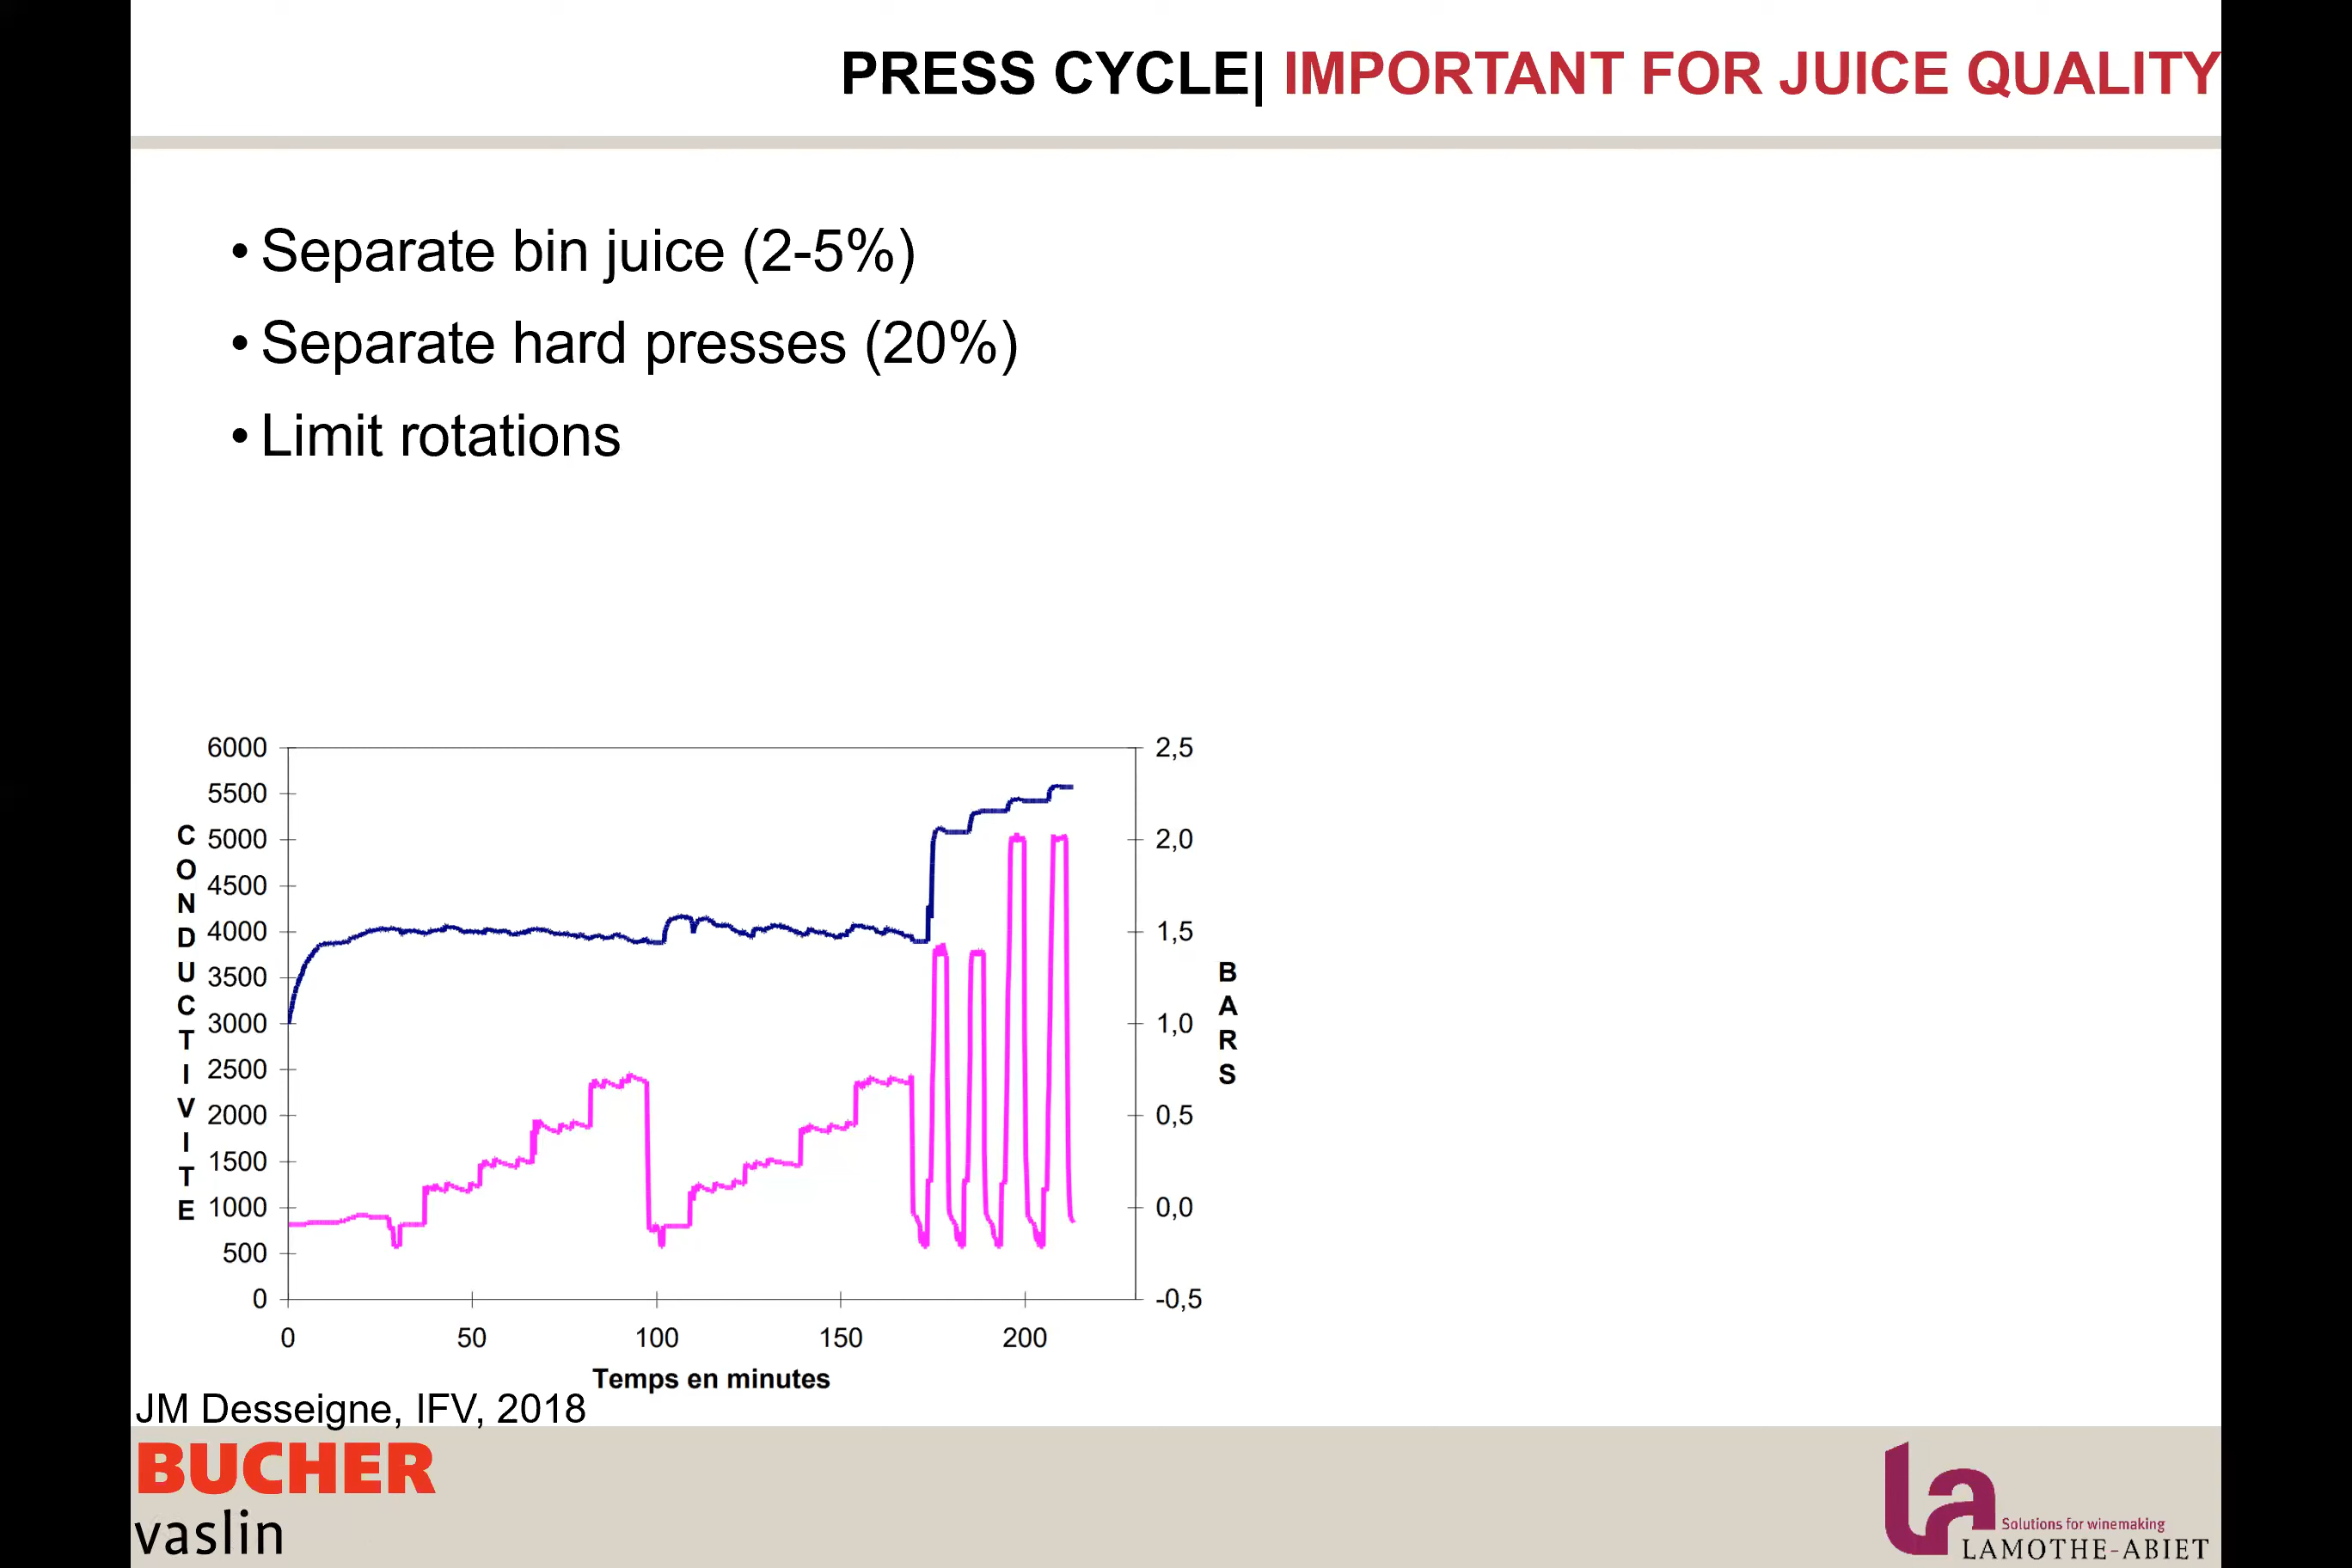 PRESS CYCLE| IMPORTANT FOR JUICE QUALITY
• Separate bin juice (2-5%)
• Separate hard presses (20%)
• Limit rotations
CONDUCTIVITE
6000
5500
5000
4500
4000
3500
3000
2500
2000
1500
1000
500
0
2,5
2,0
1,5
1,0
0,5
0,0
-0,5
BARS
0 50 100 150 200
Temps en minutes
JM Desseigne, IFV, 2018
BUCHER
vaslin
la
Solutions for winemaking
LAMOTHE-ABIET